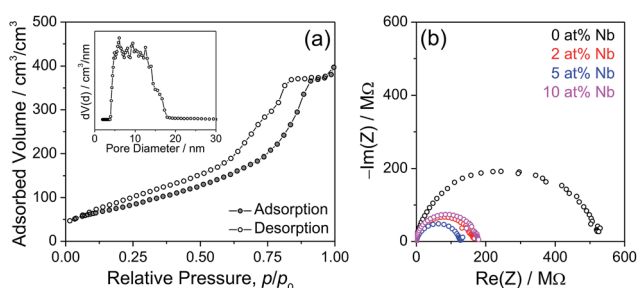 (a)
Adsorbed Volume / cm³/cm³
500
400
300
200
100
0
0.00 0.25 0.50 0.75 1.00
Relative Pressure, p/p₀
dV(d) / cm³/nm
0 10 20 30
Pore Diameter / nm
Adsorption
Desorption
(b)
0 at% Nb
2 at% Nb
5 at% Nb
10 at% Nb
−Im(Z) / MΩ
600
400
200
0
0 200 400 600
Re(Z) / MΩ